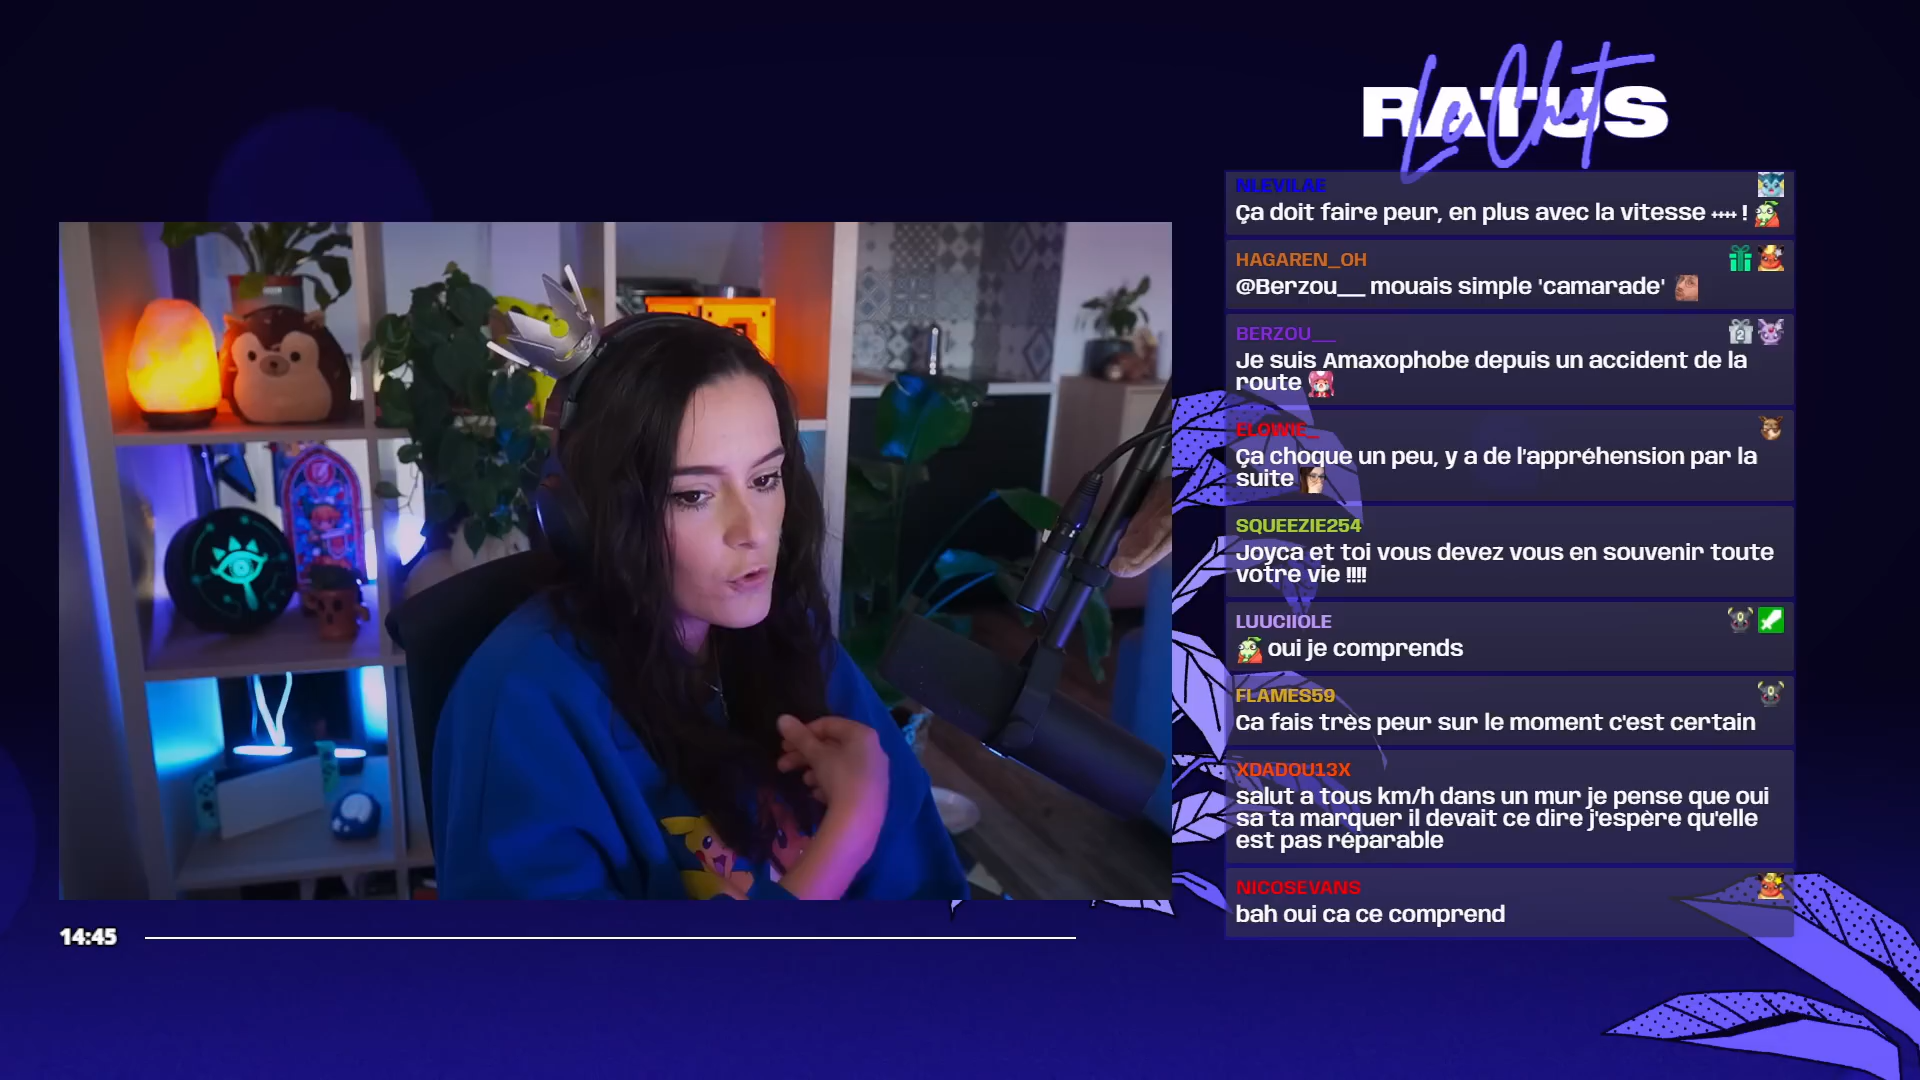 RATUS
Le Chat
NLEVILAE
Ça doit faire peur, en plus avec la vitesse ++++ !
HAGAREN_OH
@Berzou__ mouais simple 'camarade'
BERZOU__
Je suis Amaxophobe depuis un accident de la
route
ELOWIE_
Ça choque un peu, y a de l'appréhension par la
suite
SQUEEZIE254
Joyca et toi vous devez vous en souvenir toute
votre vie !!!!
LUUCIIOLE
oui je comprends
FLAMES59
Ca fais très peur sur le moment c'est certain
XDADOU13X
salut a tous km/h dans un mur je pense que oui
sa ta marquer il devait ce dire j'espère qu'elle
est pas réparable
NICOSEVANS
bah oui ca ce comprend
14:45